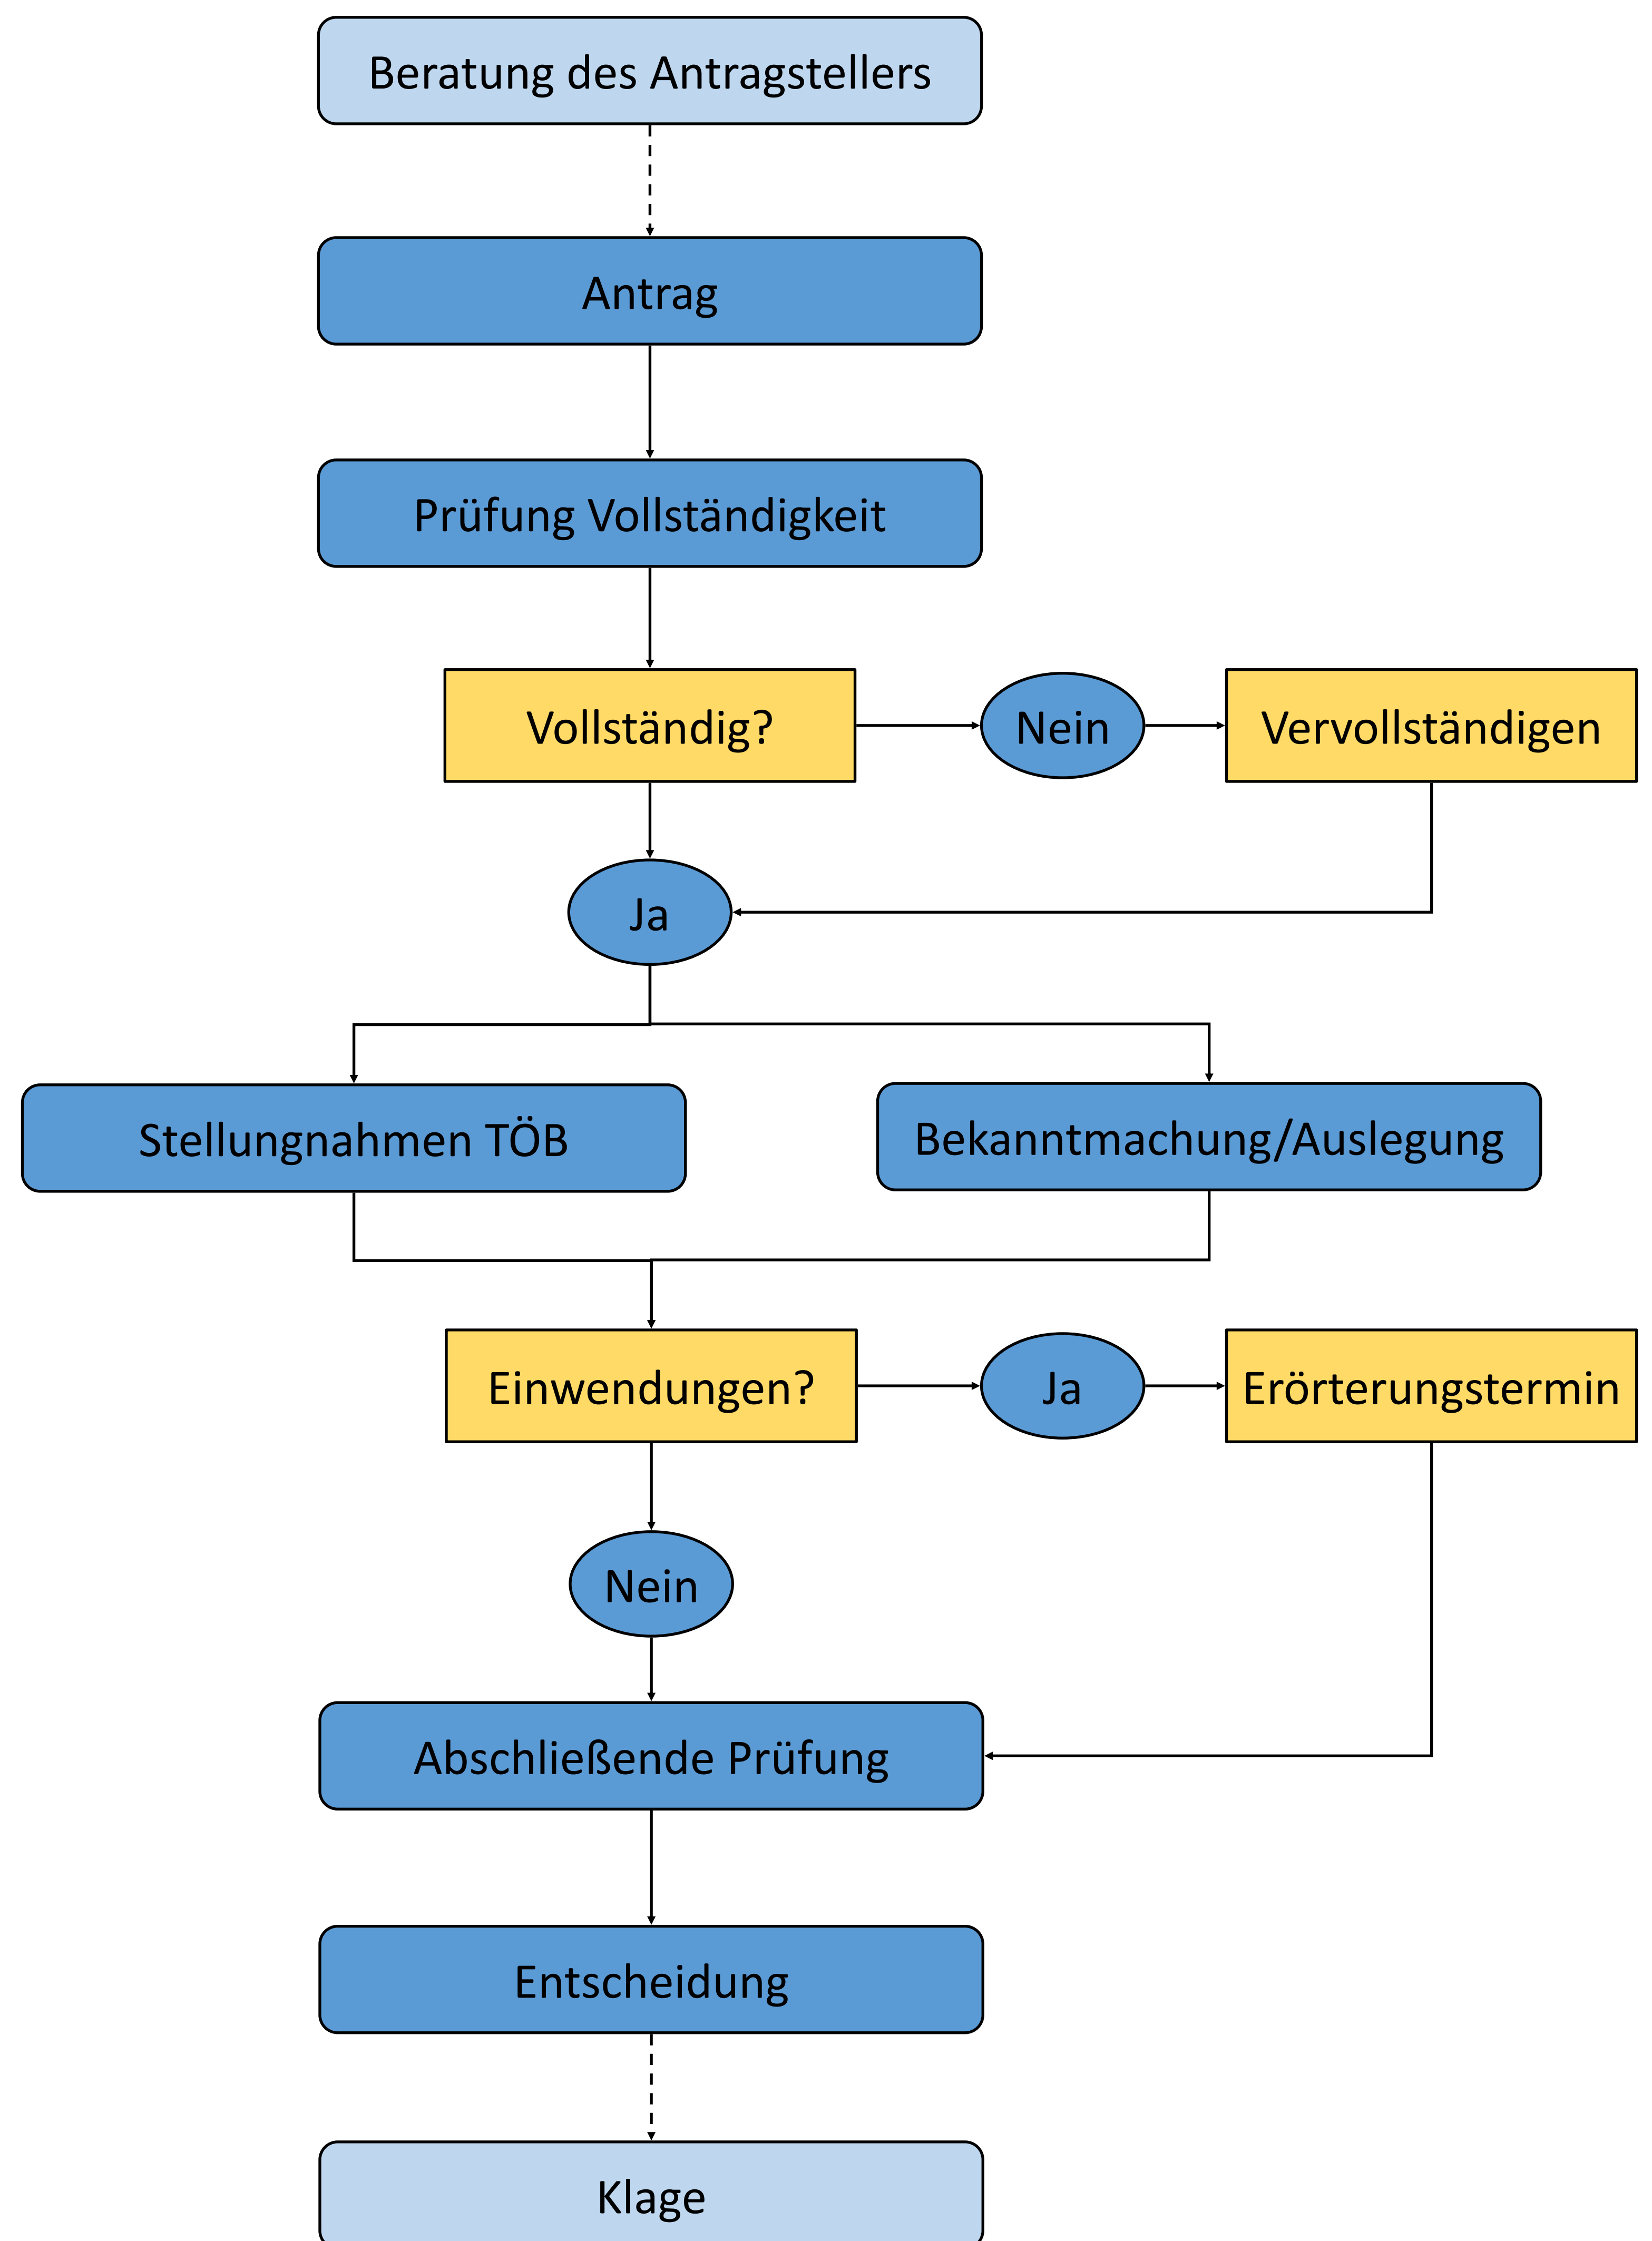 Beratung des Antragstellers
Antrag
Prüfung Vollständigkeit
Vollständig?
Nein
Vervollständigen
Ja
Stellungnahmen TÖB
Bekanntmachung/Auslegung
Einwendungen?
Ja
Erörterungstermin
Nein
Abschließende Prüfung
Entscheidung
Klage